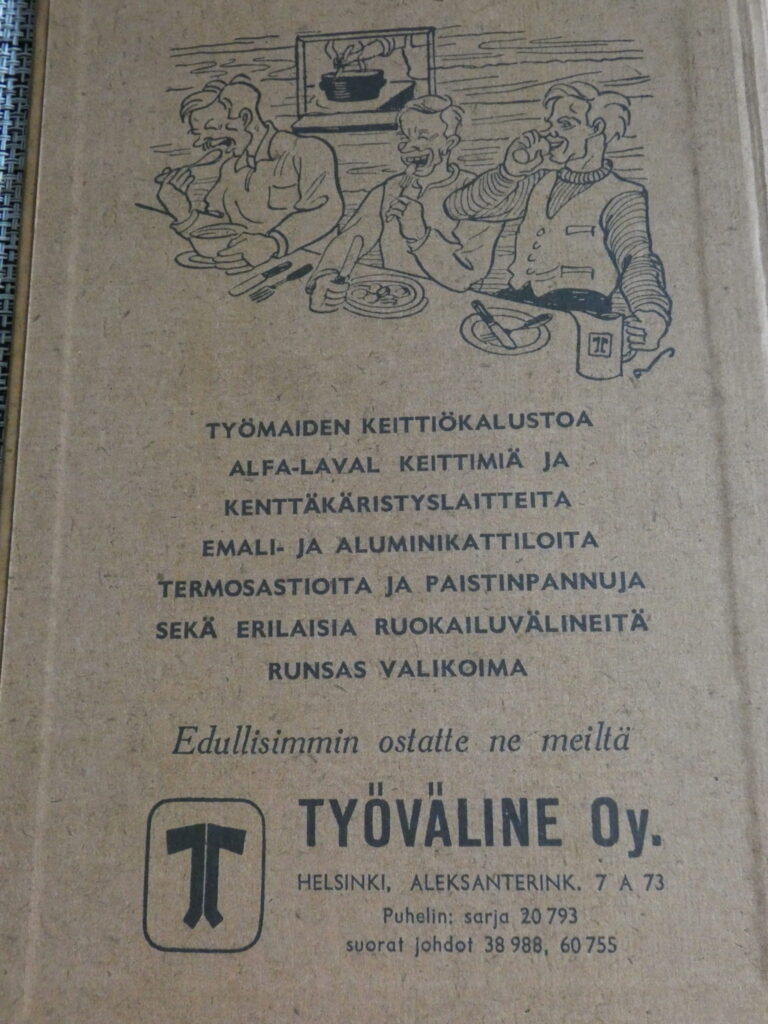 TYÖMAIDEN KEITTIÖKALUSTOA
ALFA-LAVAL KEITTIMIÄ JA
KENTTÄKÄRISTYSLAITTEITA
EMALI- JA ALUMINIKATTILOITA
TERMOSASTIOITA JA PAISTINPANNUJA
SEKÄ ERILAISIA RUOKAILUVÄLINEITÄ
RUNSAS VALIKOIMA
Edullisimmin ostatte ne meiltä
TYÖVÄLINE Oy.
HELSINKI, ALEKSANTERINK. 7 A 73
Puhelin: sarja 20 793
suorat johdot 38 988, 60 755